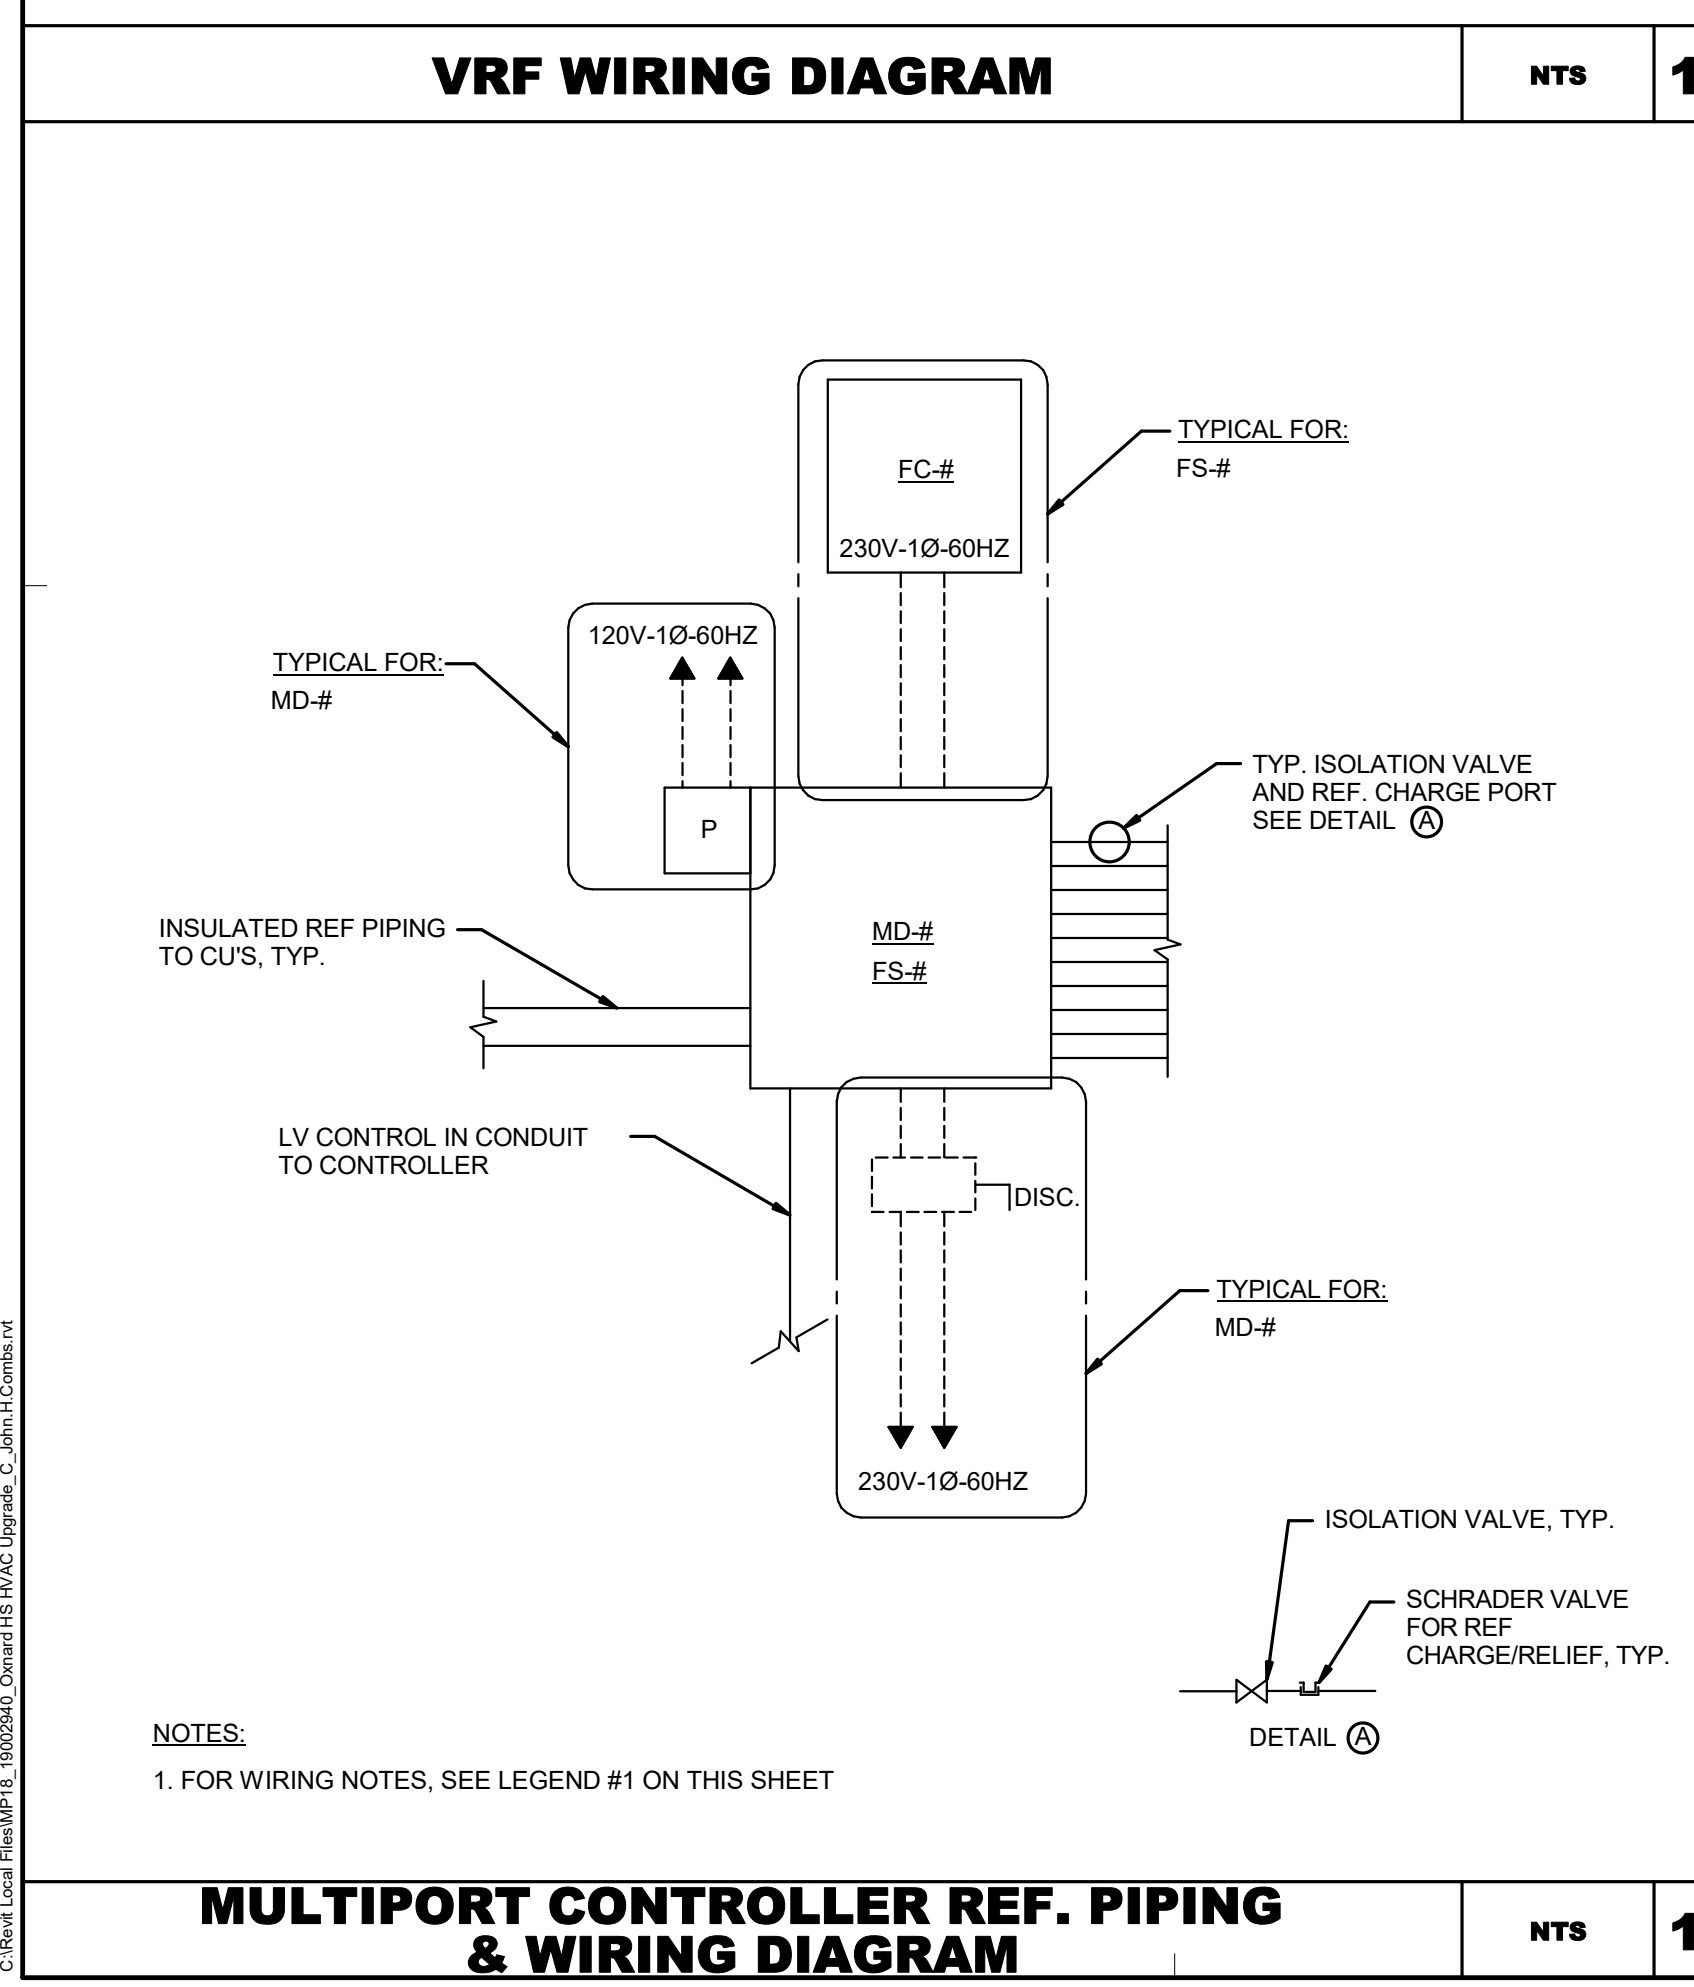 VRF WIRING DIAGRAM
NTS
1
FC-#
230V-1Ø-60HZ
TYPICAL FOR:
FS-#
120V-1Ø-60HZ
TYPICAL FOR:
MD-#
P
TYP. ISOLATION VALVE
AND REF. CHARGE PORT
SEE DETAIL A
MD-#
FS-#
INSULATED REF PIPING
TO CU'S, TYP.
LV CONTROL IN CONDUIT
TO CONTROLLER
DISC.
TYPICAL FOR:
MD-#
230V-1Ø-60HZ
ISOLATION VALVE, TYP.
SCHRADER VALVE
FOR REF
CHARGE/RELIEF, TYP.
DETAIL A
NOTES:
1. FOR WIRING NOTES, SEE LEGEND #1 ON THIS SHEET
MULTIPORT CONTROLLER REF. PIPING
& WIRING DIAGRAM
NTS
1
C:\Revit Local Files\MP18_19002940_Oxnard HS HVAC Upgrade_C_John.H.Combs.rvt